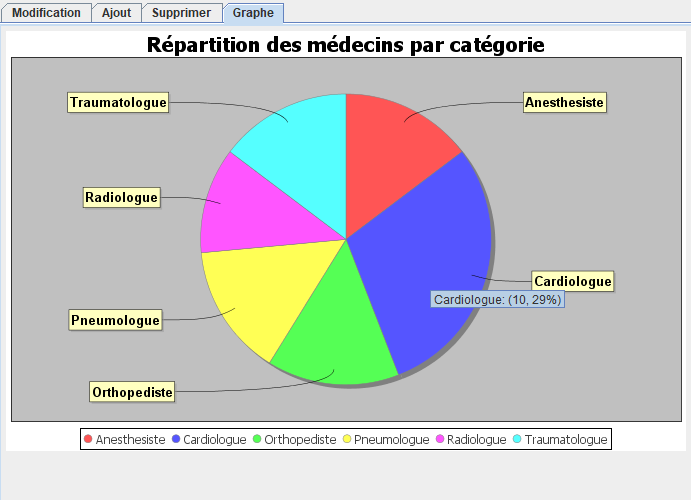 Modification Ajout Supprimer Graphe
Répartition des médecins par catégorie
Traumatologue
Anesthesiste
Radiologue
Cardiologue
Cardiologue: (10, 29%)
Pneumologue
Orthopediste
Anesthesiste Cardiologue Orthopediste Pneumologue Radiologue Traumatologue